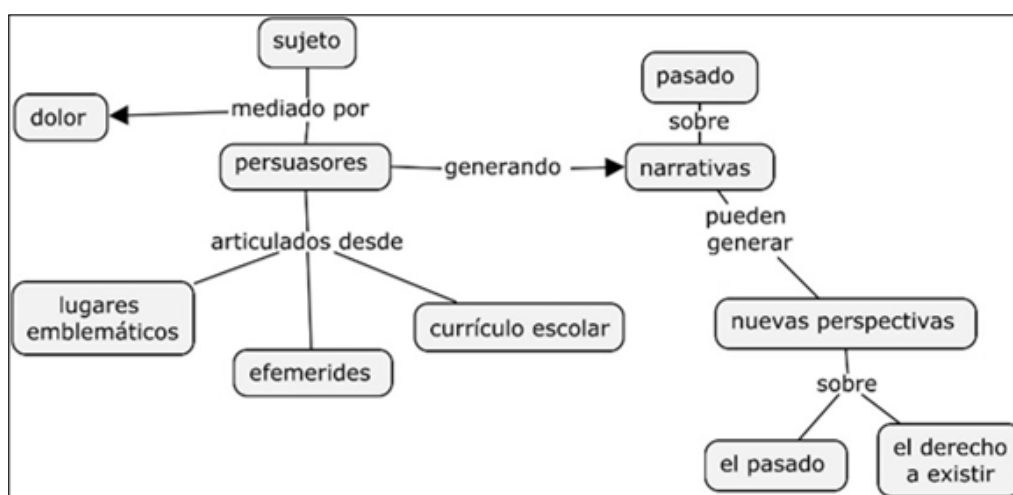 sujeto
pasado
dolor
mediado por
sobre
persuasores
generando
narrativas
pueden
generar
articulados desde
lugares
emblemáticos
currículo escolar
nuevas perspectivas
efemerides
sobre
el pasado
el derecho
a existir